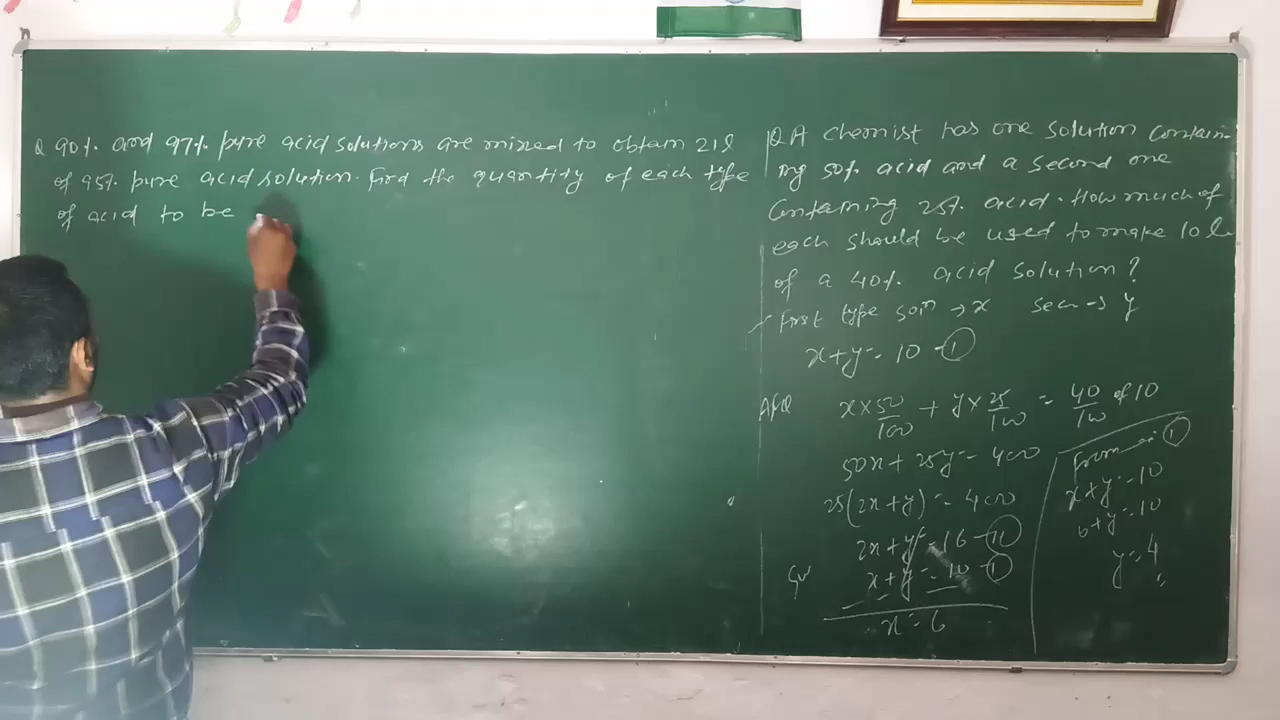 Q 90% and 97% pure acid solutions are mixed to obtain 21l
of 95% pure acid solution. Find the quantity of each type
of acid to be
Q A chemist has one solution contain-
ing 50% acid and a second one
containing 25% acid. How much of
each should be used to make 10 l
of a 40% acid solution?
First type soln → x sec → y
x+y = 10 -①
A/Q x×50/100 + y×25/100 = 40/100 of 10
50x + 25y = 400
25(2x+y) = 400
2x+y = 16 -⑪
x+y = 10 -①
x = 6
From ①
x+y = 10
6+y = 10
y = 4